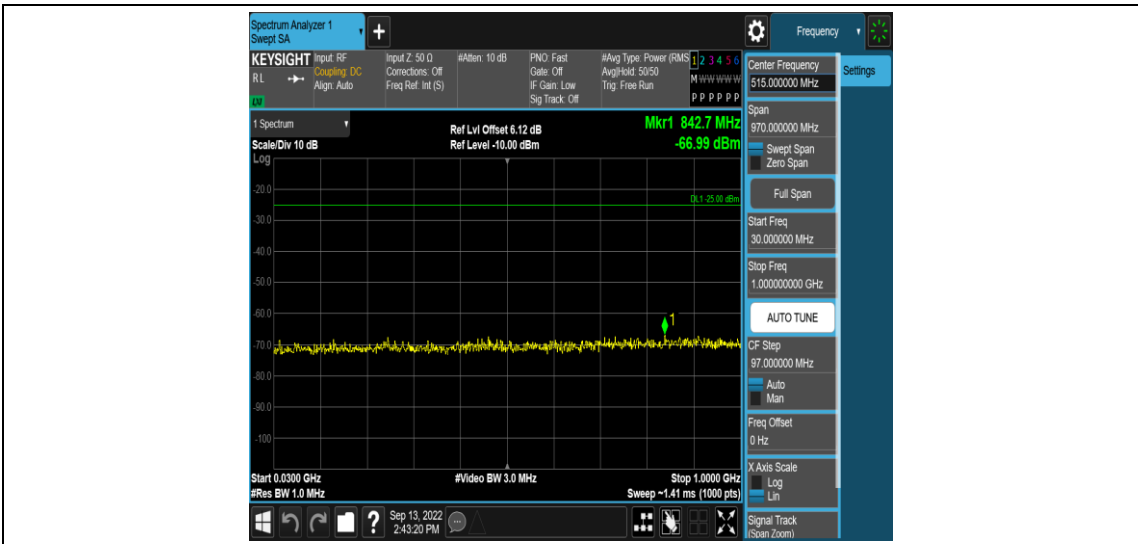 Spectrum Analyzer 1
Swept SA
+
Frequency
KEYSIGHT
RL
LXI
Input: RF
Coupling: DC
Align: Auto
Input Z: 50 Ω
Corrections: Off
Freq Ref: Int (S)
#Atten: 10 dB
PNO: Fast
Gate: Off
IF Gain: Low
Sig Track: Off
#Avg Type: Power (RMS
Avg|Hold: 50/50
Trig: Free Run
1 2 3 4 5 6
M W W W W W
P P P P P P
1 Spectrum
Scale/Div 10 dB
Log
Ref Lvl Offset 6.12 dB
Ref Level -10.00 dBm
Mkr1 842.7 MHz
-66.99 dBm
-20.0
DL1 -25.00 dBm
-30.0
-40.0
-50.0
-60.0
1
-70.0
-80.0
-90.0
-100
Start 0.0300 GHz
#Res BW 1.0 MHz
#Video BW 3.0 MHz
Stop 1.0000 GHz
Sweep ~1.41 ms (1000 pts)
?
Sep 13, 2022
2:43:20 PM
Center Frequency
515.000000 MHz
Settings
Span
970.000000 MHz
Swept Span
Zero Span
Full Span
Start Freq
30.000000 MHz
Stop Freq
1.000000000 GHz
AUTO TUNE
CF Step
97.000000 MHz
Auto
Man
Freq Offset
0 Hz
X Axis Scale
Log
Lin
Signal Track
(Span Zoom)